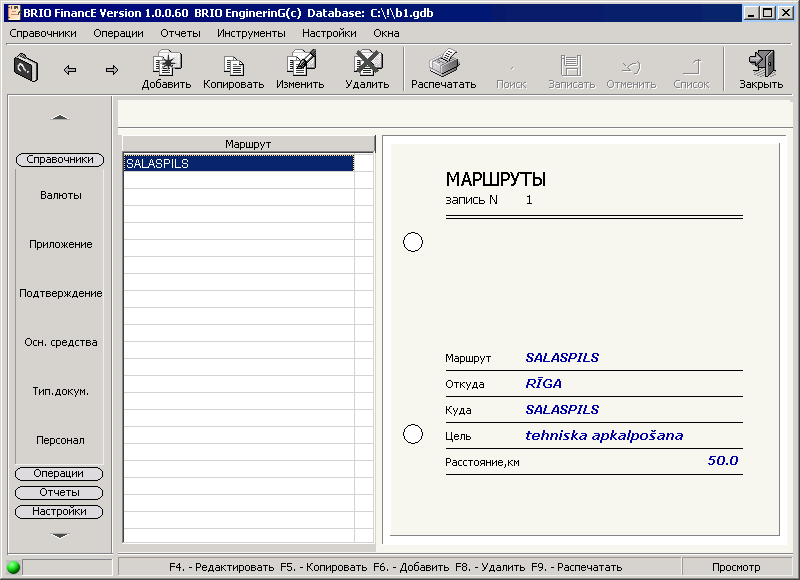 BRIO FinancE Version 1.0.0.60 BRIO EnginerinG(c) Database: C:\!\b1.gdb
Справочники Операции Отчеты Инструменты Настройки Окна
Добавить Копировать Изменить Удалить Распечатать Поиск Записать Отменить Список Закрыть
Справочники
Валюты
Приложение
Подтверждение
Осн. средства
Тип.докум.
Персонал
Операции
Отчеты
Настройки
Маршрут
SALASPILS
МАРШРУТЫ
запись N 1
Маршрут SALASPILS
Откуда RĪGA
Куда SALASPILS
Цель tehniska apkalpošana
Расстояние,км 50.0
F4. - Редактировать F5. - Копировать F6. - Добавить F8. - Удалить F9. - Распечатать
Просмотр